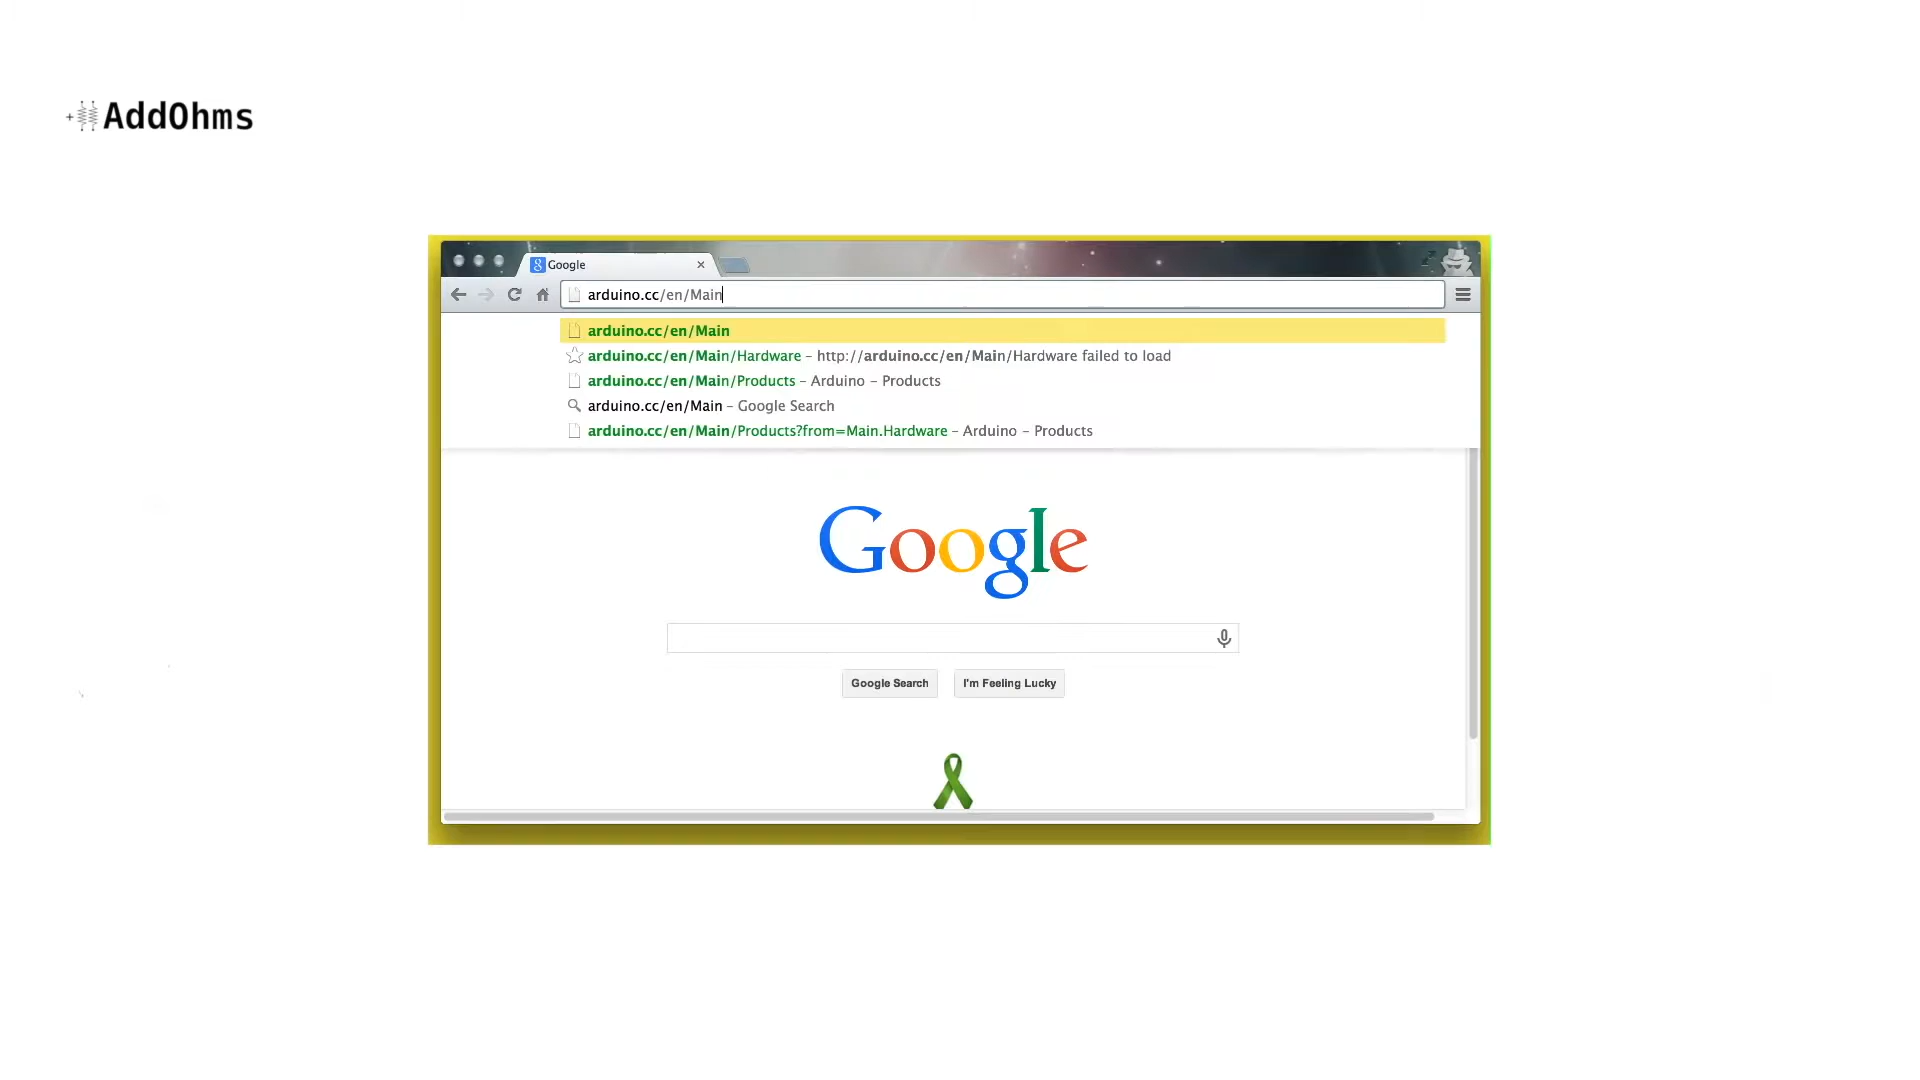 AddOhms
Google
arduino.cc/en/Main
arduino.cc/en/Main
arduino.cc/en/Main/Hardware – http://arduino.cc/en/Main/Hardware failed to load
arduino.cc/en/Main/Products – Arduino – Products
arduino.cc/en/Main – Google Search
arduino.cc/en/Main/Products?from=Main.Hardware – Arduino – Products
Google
Google Search
I'm Feeling Lucky